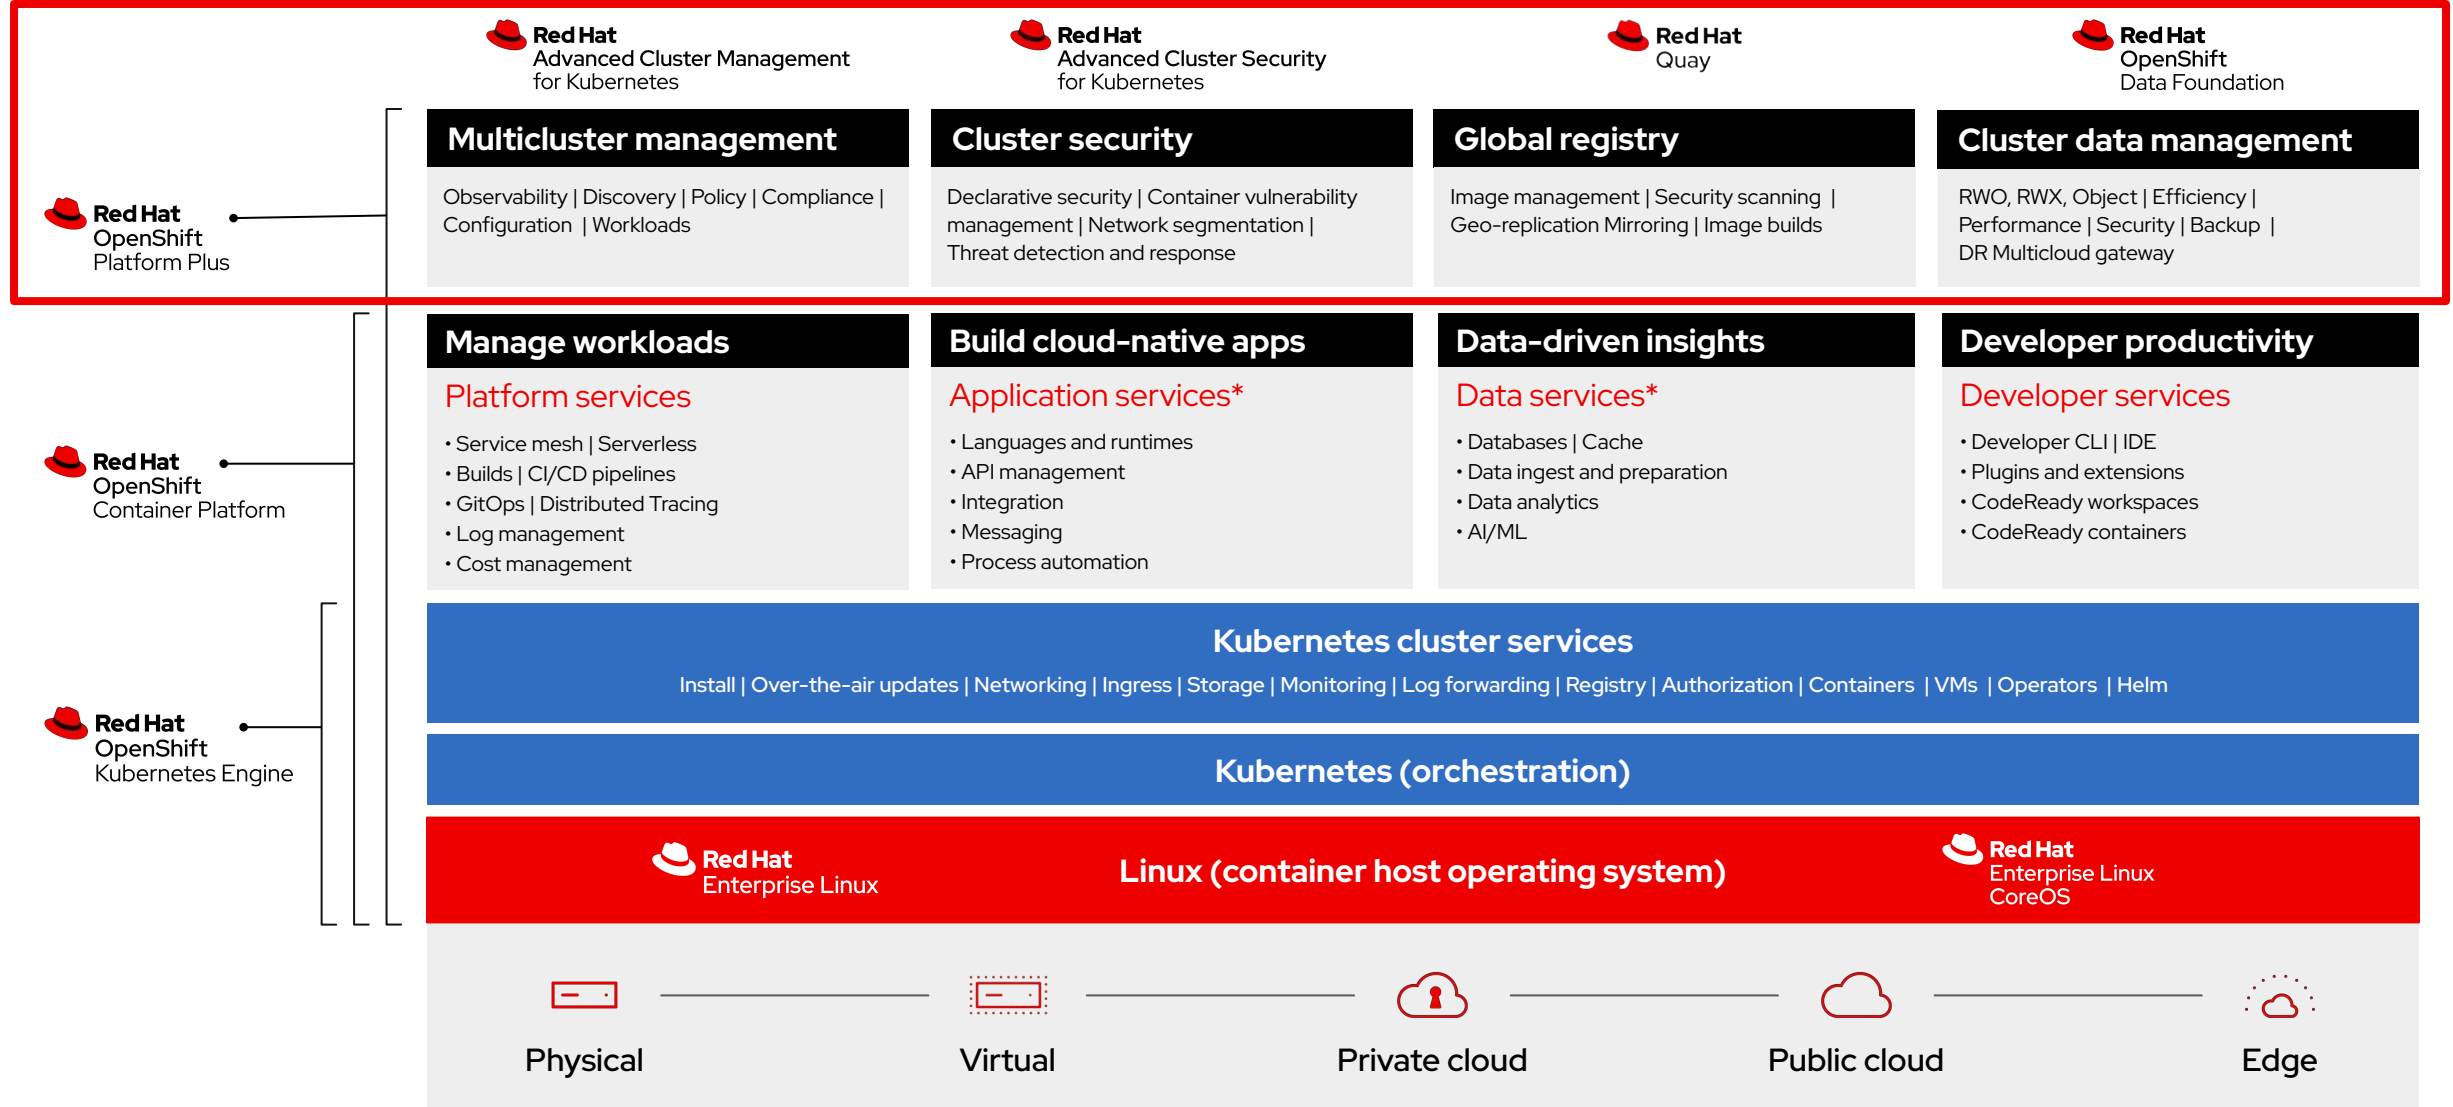 Red Hat
Advanced Cluster Management
for Kubernetes
Red Hat
Advanced Cluster Security
for Kubernetes
Red Hat
Quay
Red Hat
OpenShift
Data Foundation
Red Hat
OpenShift
Platform Plus
Multicluster management
Observability | Discovery | Policy | Compliance |
Configuration | Workloads
Cluster security
Declarative security | Container vulnerability
management | Network segmentation |
Threat detection and response
Global registry
Image management | Security scanning |
Geo-replication Mirroring | Image builds
Cluster data management
RWO, RWX, Object | Efficiency |
Performance | Security | Backup |
DR Multicloud gateway
Red Hat
OpenShift
Container Platform
Manage workloads
Platform services
• Service mesh | Serverless
• Builds | CI/CD pipelines
• GitOps | Distributed Tracing
• Log management
• Cost management
Build cloud-native apps
Application services*
• Languages and runtimes
• API management
• Integration
• Messaging
• Process automation
Data-driven insights
Data services*
• Databases | Cache
• Data ingest and preparation
• Data analytics
• AI/ML
Developer productivity
Developer services
• Developer CLI | IDE
• Plugins and extensions
• CodeReady workspaces
• CodeReady containers
Red Hat
OpenShift
Kubernetes Engine
Kubernetes cluster services
Install | Over-the-air updates | Networking | Ingress | Storage | Monitoring | Log forwarding | Registry | Authorization | Containers | VMs | Operators | Helm
Kubernetes (orchestration)
Red Hat
Enterprise Linux
Linux (container host operating system)
Red Hat
Enterprise Linux
CoreOS
Physical
Virtual
Private cloud
Public cloud
Edge